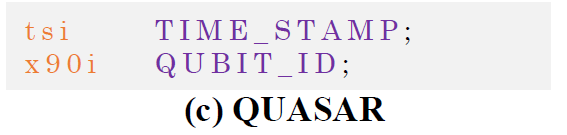 tsi TIME_STAMP;
x90i QUBIT_ID;
(c) QUASAR